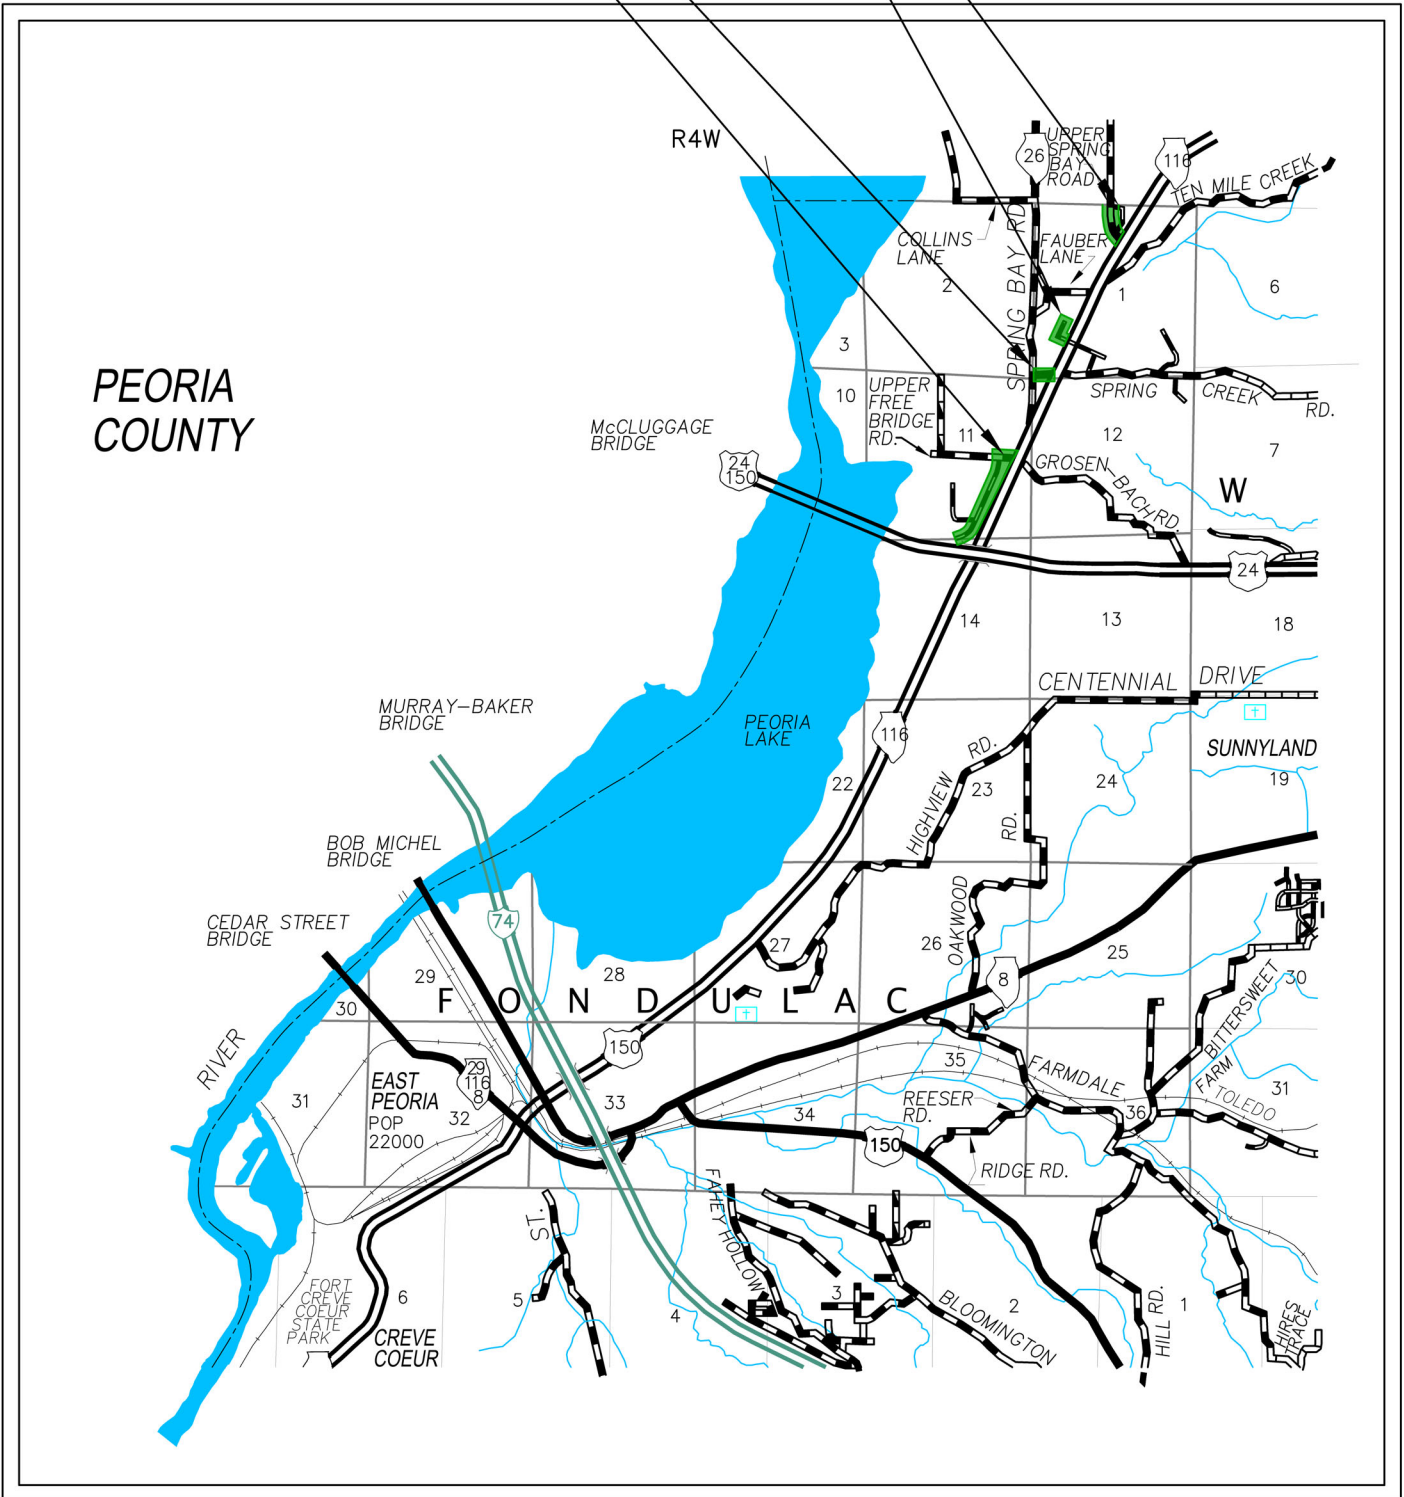 R4W
26
UPPER
SPRING
BAY
ROAD
116
TEN MILE CREEK
COLLINS
LANE
SPRING BAY RD.
FAUBER
LANE
2
1
6
3
10
PEORIA
COUNTY
McCLUGGAGE
BRIDGE
UPPER
FREE
BRIDGE
RD.
11
SPRING CREEK RD.
12
7
24
150
GROSEN-BACH RD.
W
24
14
13
18
CENTENNIAL DRIVE
MURRAY-BAKER
BRIDGE
PEORIA
LAKE
116
HIGHVIEW RD.
SUNNYLAND
22
23
24
19
BOB MICHEL
BRIDGE
OAKWOOD RD.
CEDAR STREET
BRIDGE
74
27
26
25
29
28
8
30
30
FONDULAC
RIVER
150
BITTERSWEET
29
116
8
EAST
PEORIA
POP
22000
31
32
33
34
35
FARMDALE
FARM
36
31
TOLEDO
REESER
RD.
150
RIDGE RD.
FAHEY HOLLOW
ST.
FORT
CREVE
COEUR
STATE
PARK
6
5
4
3
2
1
CREVE
COEUR
BLOOMINGTON
HILL RD.
HIRES
TRACE